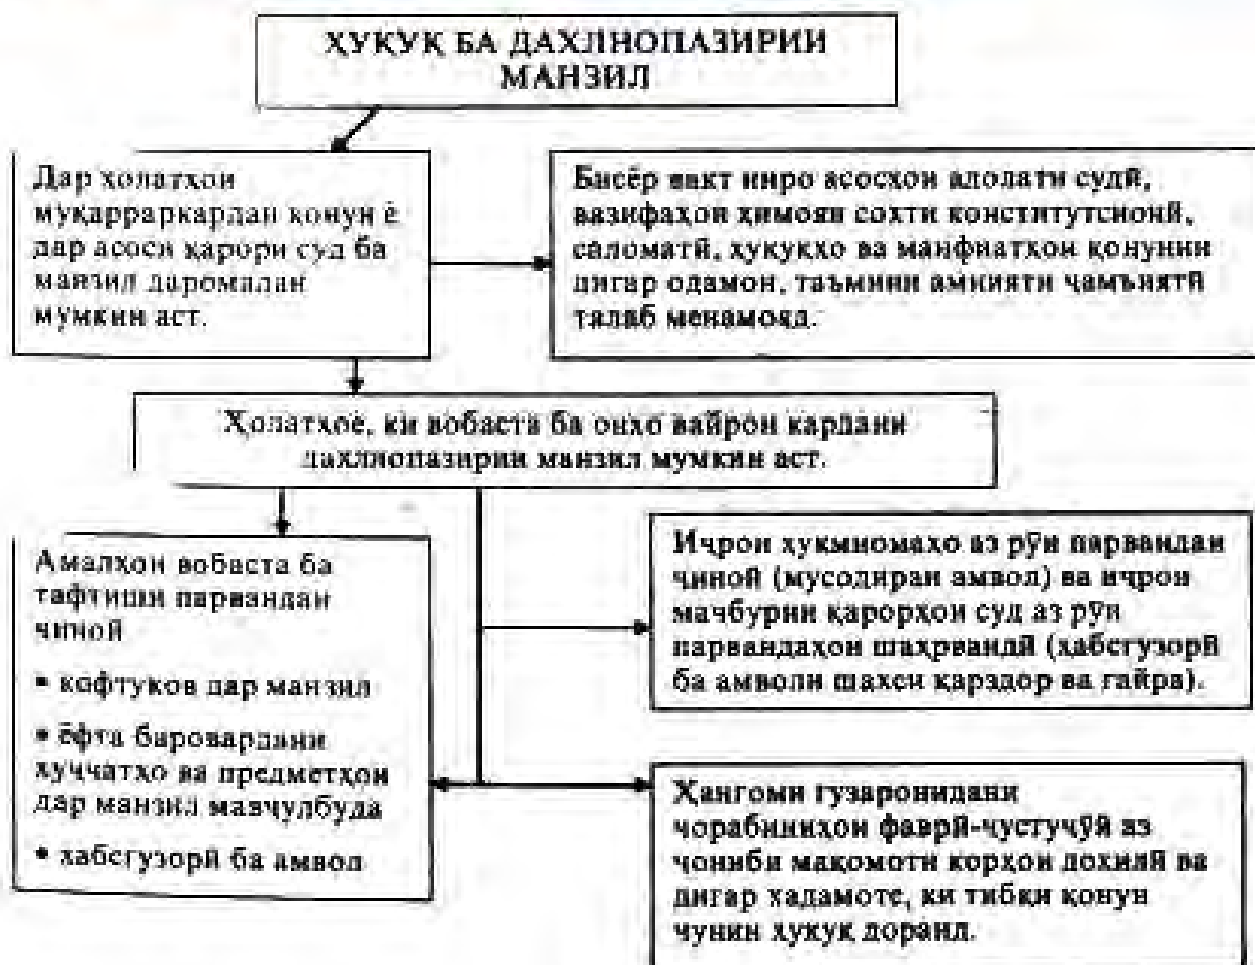 ҲУҚУҚ БА ДАХЛНОПАЗИРИИ
МАНЗИЛ
Дар ҳолатҳои
муқарраркардаи қонун ё
дар асоси қарори суд ба
манзил даромадан
мумкин аст.
Бисёр вақт инро асосҳои адолати судӣ,
вазифаҳои ҳимояи сохти конститутсионӣ,
саломатӣ, ҳуқуқҳо ва манфиатҳои қонунии
дигар одамон, таъмини амнияти ҷамъиятӣ
талаб менамояд.
Ҳолатҳое, ки вобаста ба онҳо вайрон кардани
дахлнопазирии манзил мумкин аст.
Амалҳои вобаста ба
тафтиши парвандаи
ҷиноӣ
• кофтуков дар манзил
• ёфта баровардани
ҳуҷҷатҳо ва предметҳои
дар манзил мавҷудбуда
• ҳабсгузорӣ ба амвол
Иҷрои ҳукмномаҳо аз рӯи парвандаи
ҷиноӣ (мусодираи амвол) ва иҷрои
маҷбурии қарорҳои суд аз рӯи
парвандаҳои шаҳрвандӣ (ҳабсгузорӣ
ба амволи шахси қарздор ва ғайра).
Ҳангоми гузаронидани
чорабиниҳои фаврӣ-ҷустуҷӯӣ аз
ҷониби мақомоти корҳои дохилӣ ва
дигар хадамоте, ки тибқи қонун
чунин ҳуқуқ доранд.